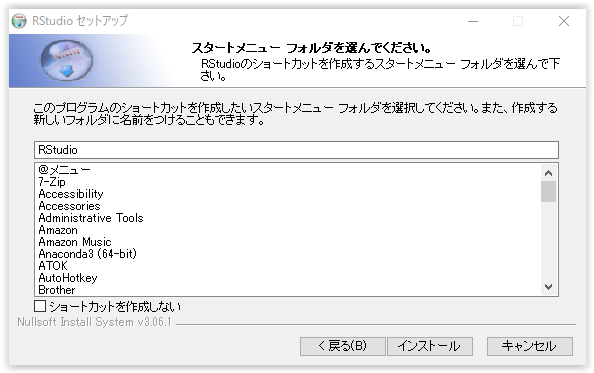 RStudio セットアップ
スタートメニュー フォルダを選んでください。
RStudioのショートカットを作成するスタートメニュー フォルダを選んで下
さい。
このプログラムのショートカットを作成したいスタートメニュー フォルダを選択してください。また、作成する
新しいフォルダに名前をつけることもできます。
RStudio
@メニュー
7-Zip
Accessibility
Accessories
Administrative Tools
Amazon
Amazon Music
Anaconda3 (64-bit)
ATOK
AutoHotkey
Brother
ショートカットを作成しない
Nullsoft Install System v3.06.1
< 戻る(B)
インストール
キャンセル